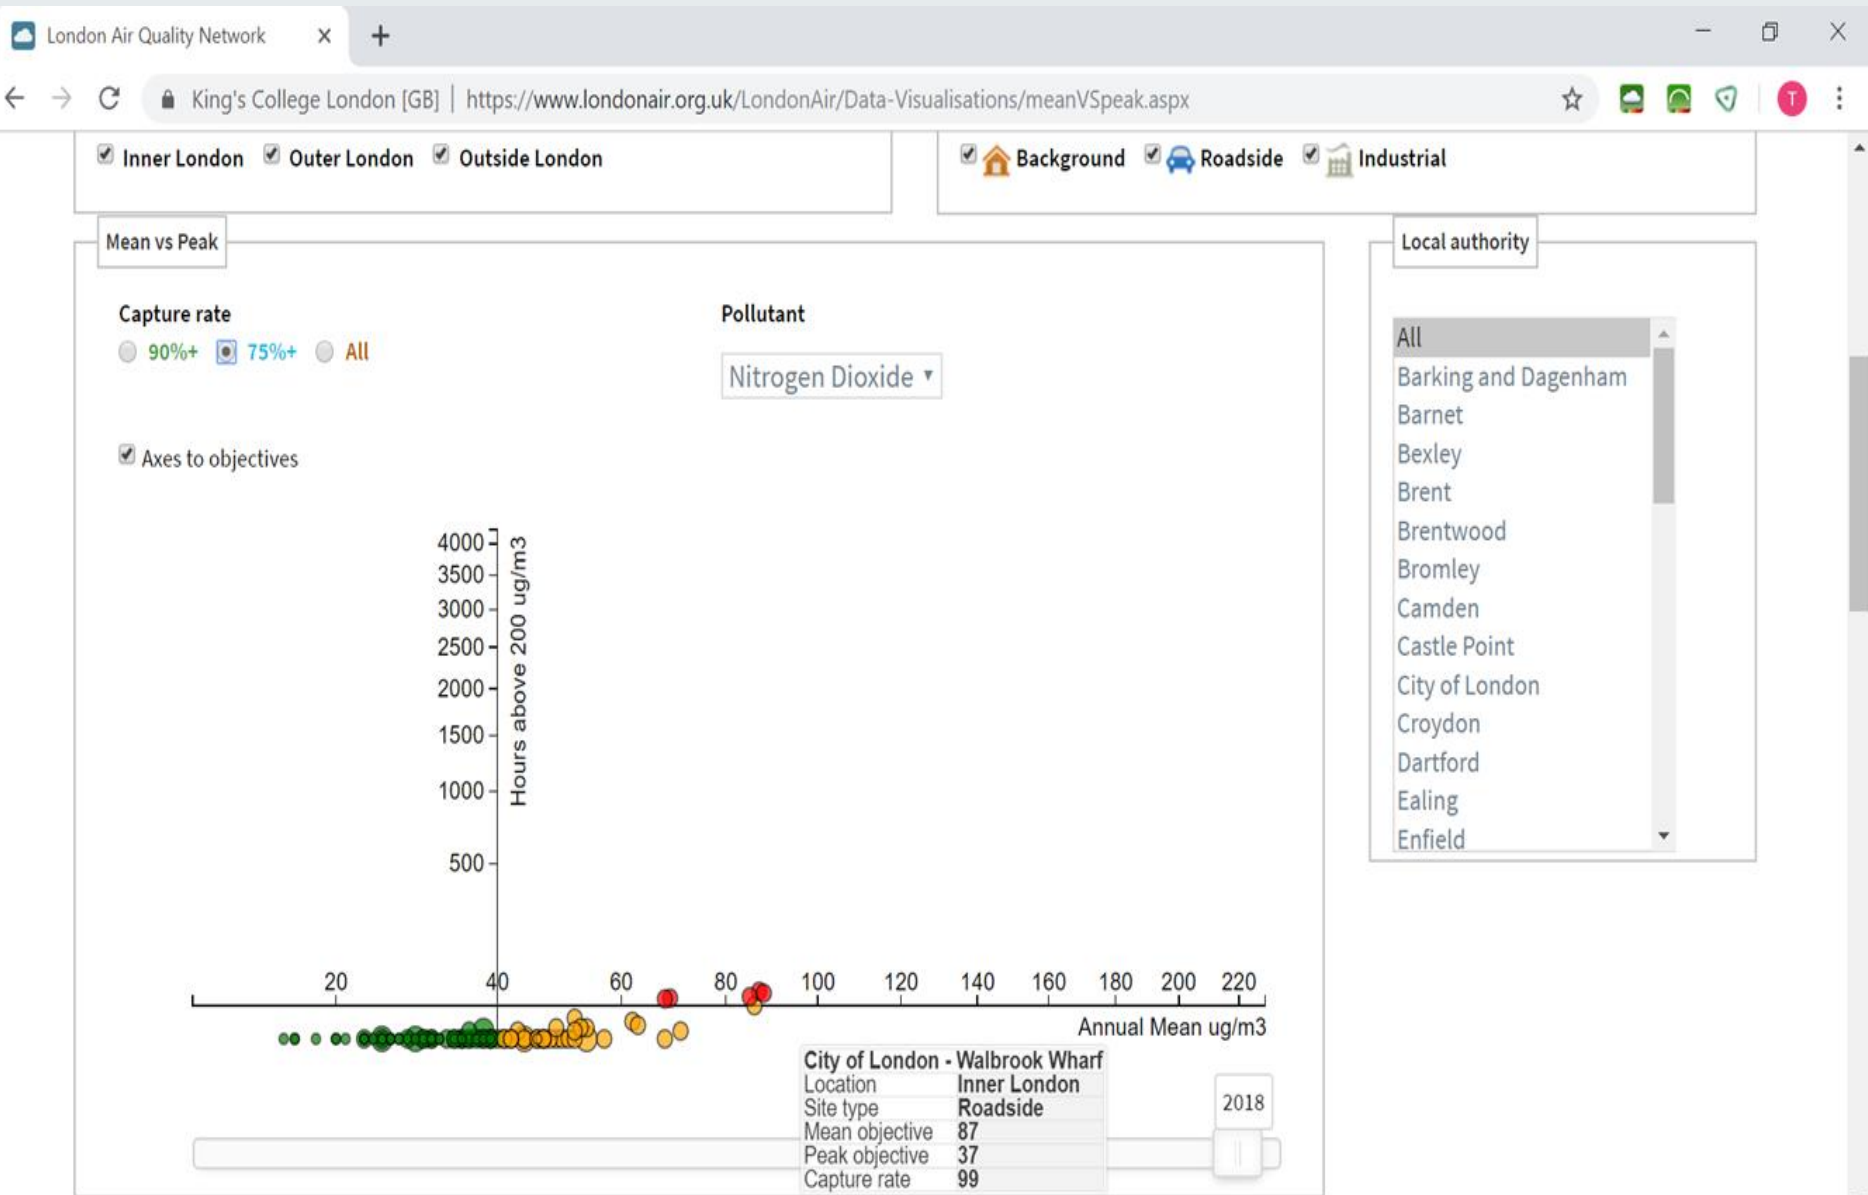 London Air Quality Network
King's College London [GB] | https://www.londonair.org.uk/LondonAir/Data-Visualisations/meanVSpeak.aspx
T
Inner London Outer London Outside London
Background Roadside Industrial
Mean vs Peak
Capture rate
90%+ 75%+ All
Pollutant
Nitrogen Dioxide
Axes to objectives
4000
3500
3000
2500
2000
1500
1000
500
Hours above 200 ug/m3
20 40 60 80 100 120 140 160 180 200 220
Annual Mean ug/m3
City of London - Walbrook Wharf
Location Inner London
Site type Roadside
Mean objective 87
Peak objective 37
Capture rate 99
2018
Local authority
All
Barking and Dagenham
Barnet
Bexley
Brent
Brentwood
Bromley
Camden
Castle Point
City of London
Croydon
Dartford
Ealing
Enfield